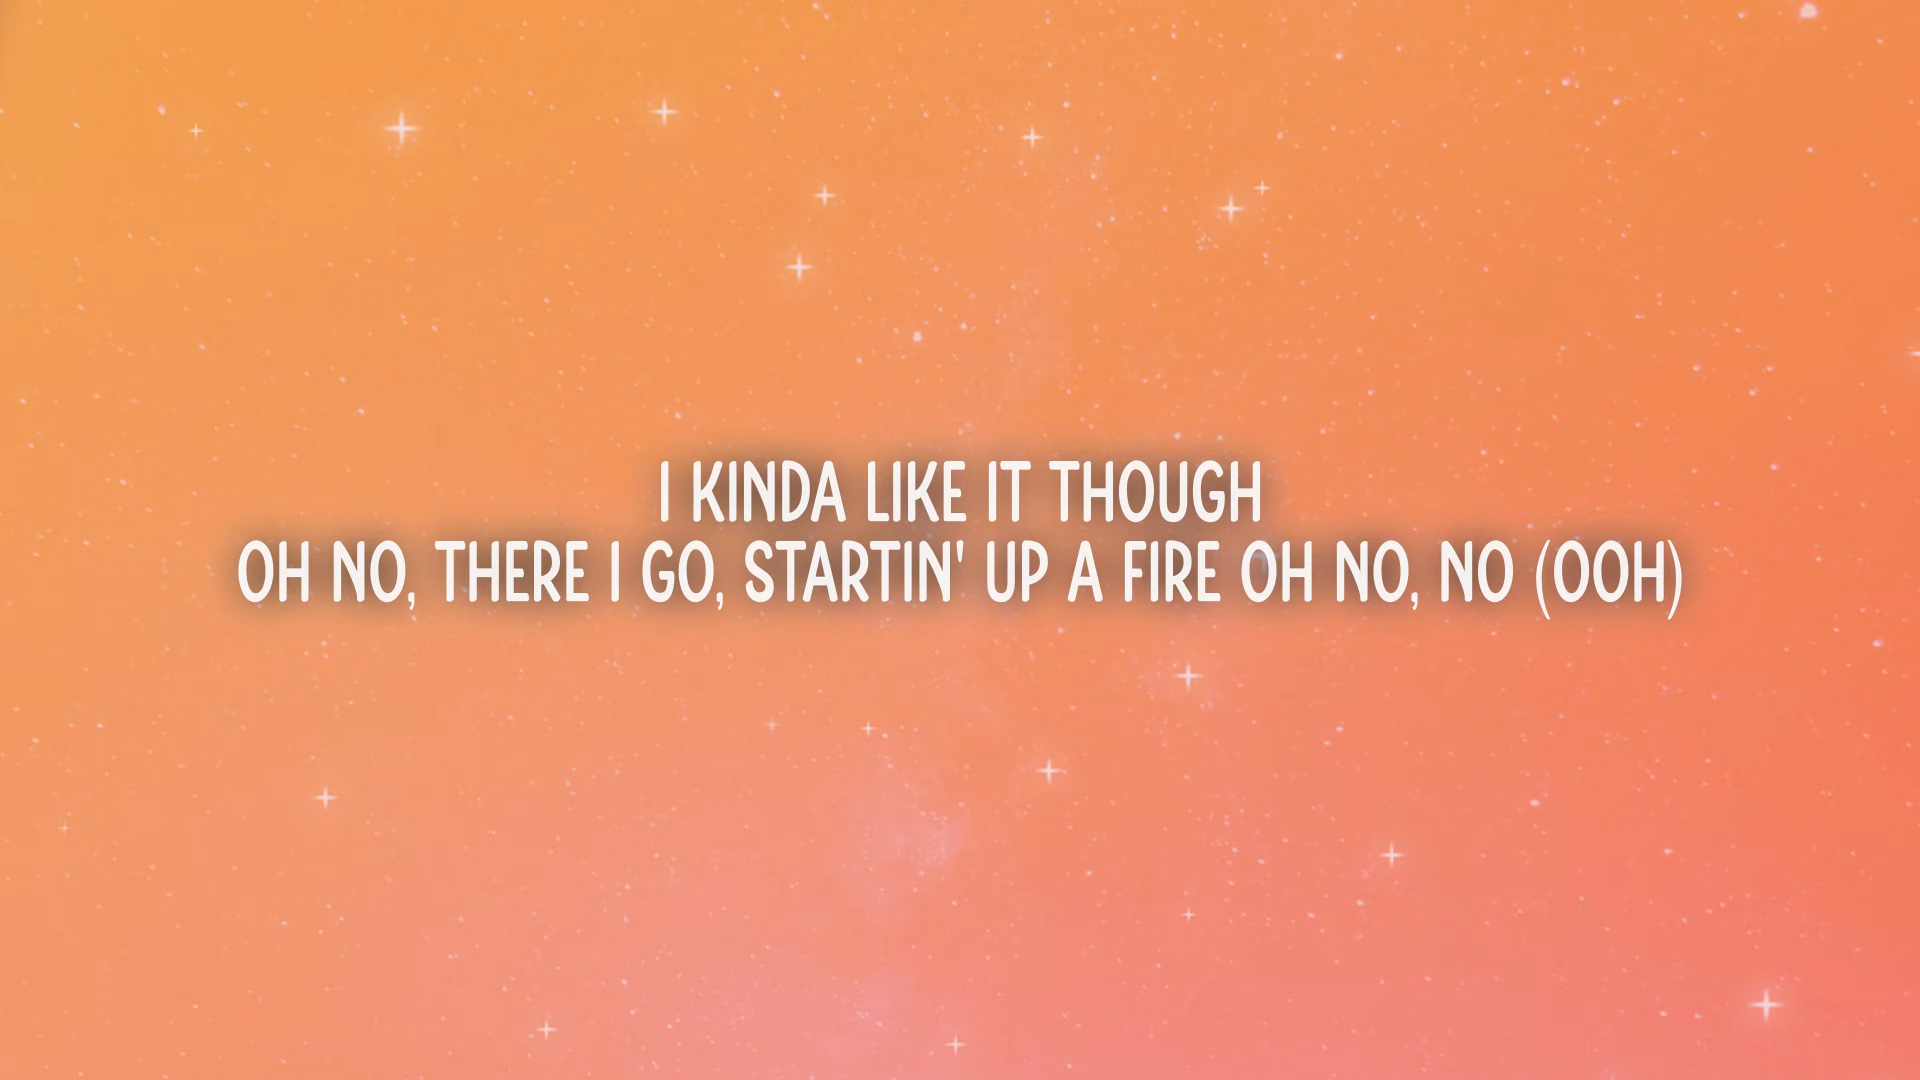 I KINDA LIKE IT THOUGH
OH NO, THERE I GO, STARTIN' UP A FIRE OH NO, NO (OOH)